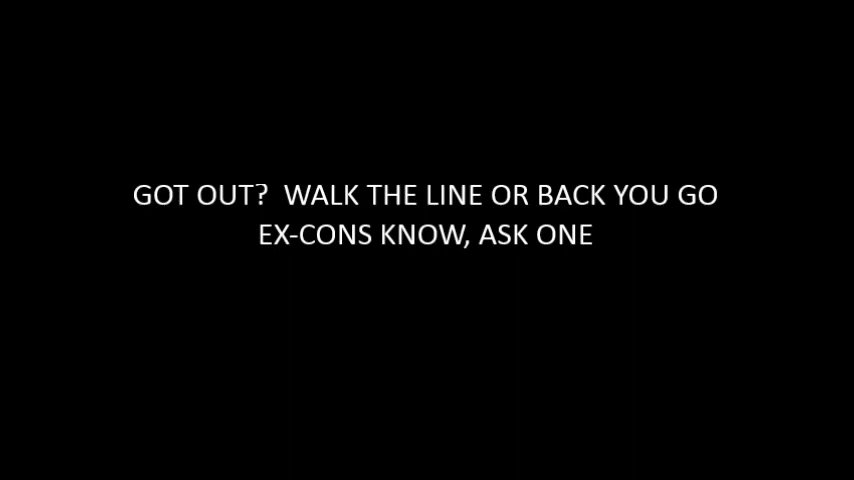 GOT OUT?  WALK THE LINE OR BACK YOU GO
EX-CONS KNOW, ASK ONE